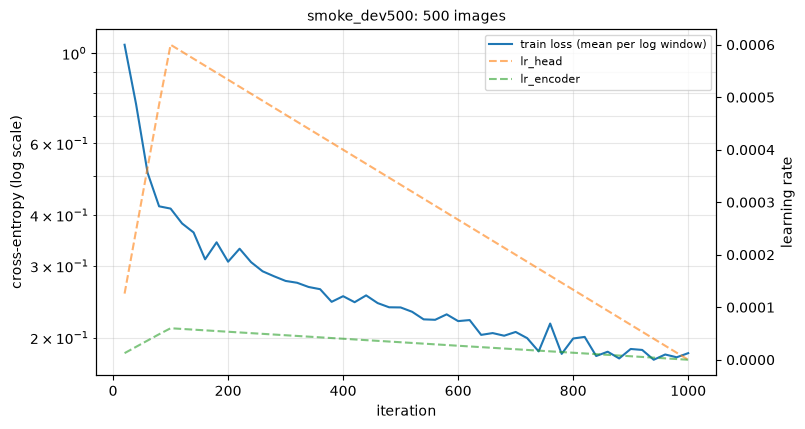 smoke_dev500: 500 images
train loss (mean per log window)
lr_head
lr_encoder
cross-entropy (log scale)
10⁰
6 × 10⁻¹
4 × 10⁻¹
3 × 10⁻¹
2 × 10⁻¹
0.0006
0.0005
0.0004
0.0003
0.0002
0.0001
0.0000
learning rate
0 200 400 600 800 1000
iteration